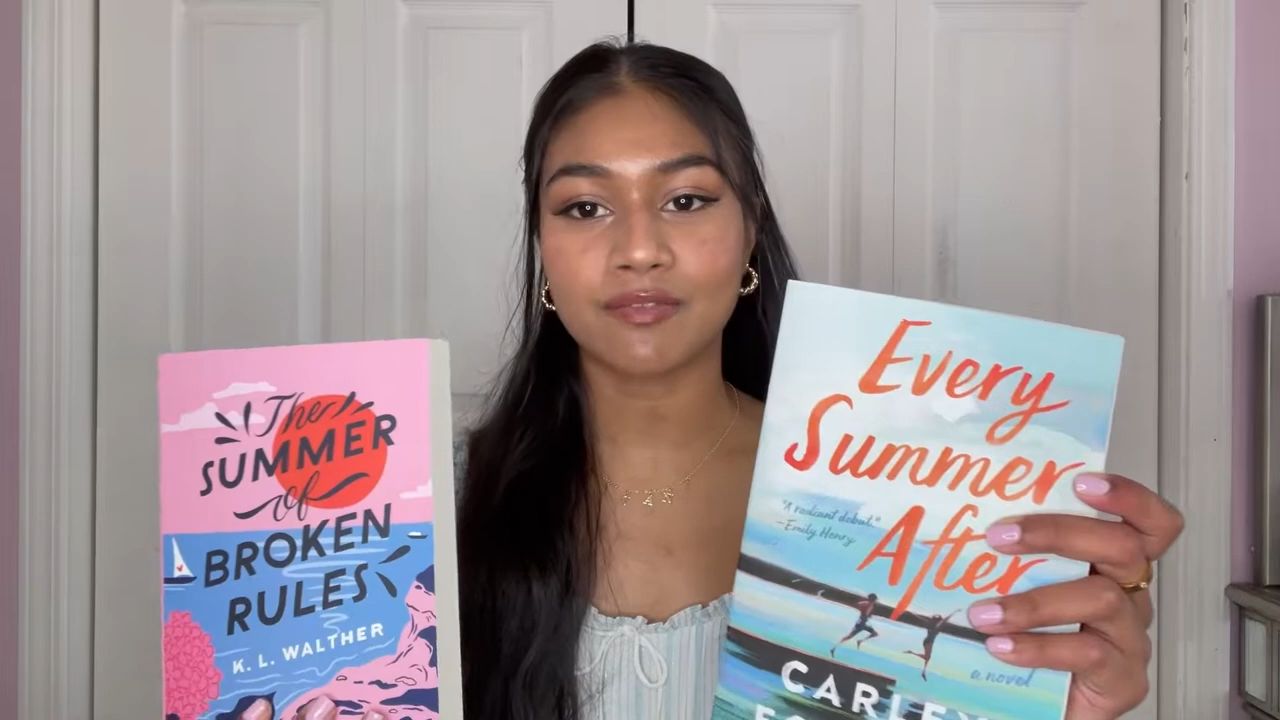 The
SUMMER
of
BROKEN
RULES
K. L. WALTHER
Every
Summer
After
"A radiant debut."
—Emily Henry
a novel
CARLEY